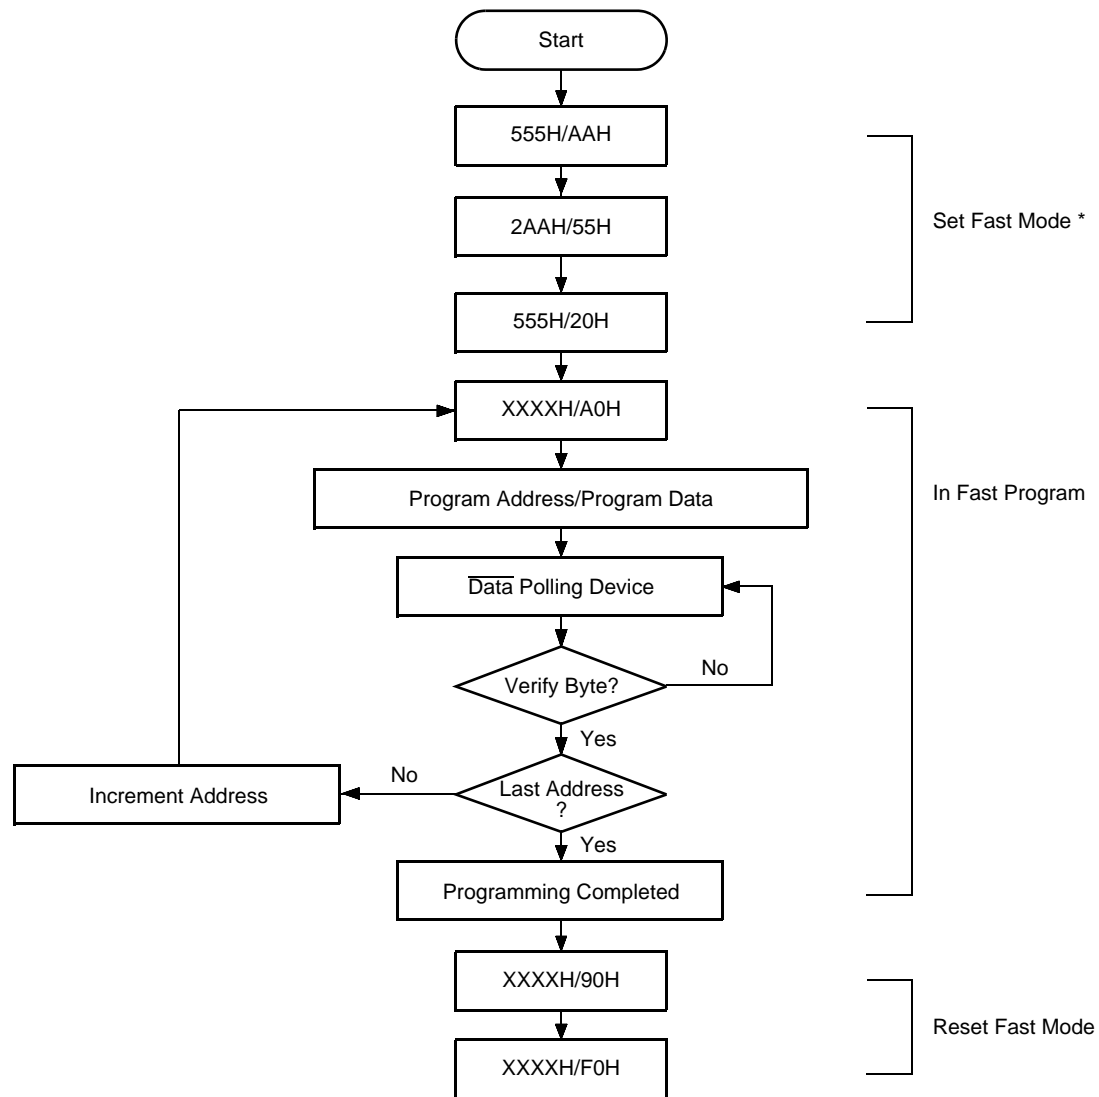 Start
555H/AAH
2AAH/55H
Set Fast Mode *
555H/20H
XXXXH/A0H
In Fast Program
Program Address/Program Data
Data Polling Device
Verify Byte?
No
Yes
Last Address
?
No
Increment Address
Yes
Programming Completed
XXXXH/90H
Reset Fast Mode
XXXXH/F0H